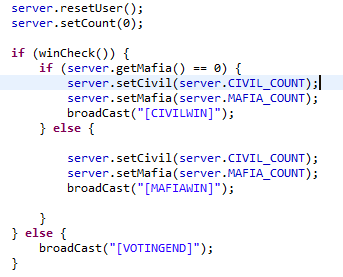 server.resetUser();
server.setCount(0);
if (winCheck()) {
if (server.getMafia() == 0) {
server.setCivil(server.CIVIL_COUNT);
server.setMafia(server.MAFIA_COUNT);
broadCast("[CIVILWIN]");
} else {
server.setCivil(server.CIVIL_COUNT);
server.setMafia(server.MAFIA_COUNT);
broadCast("[MAFIAWIN]");
}
} else {
broadCast("[VOTINGEND]");
}